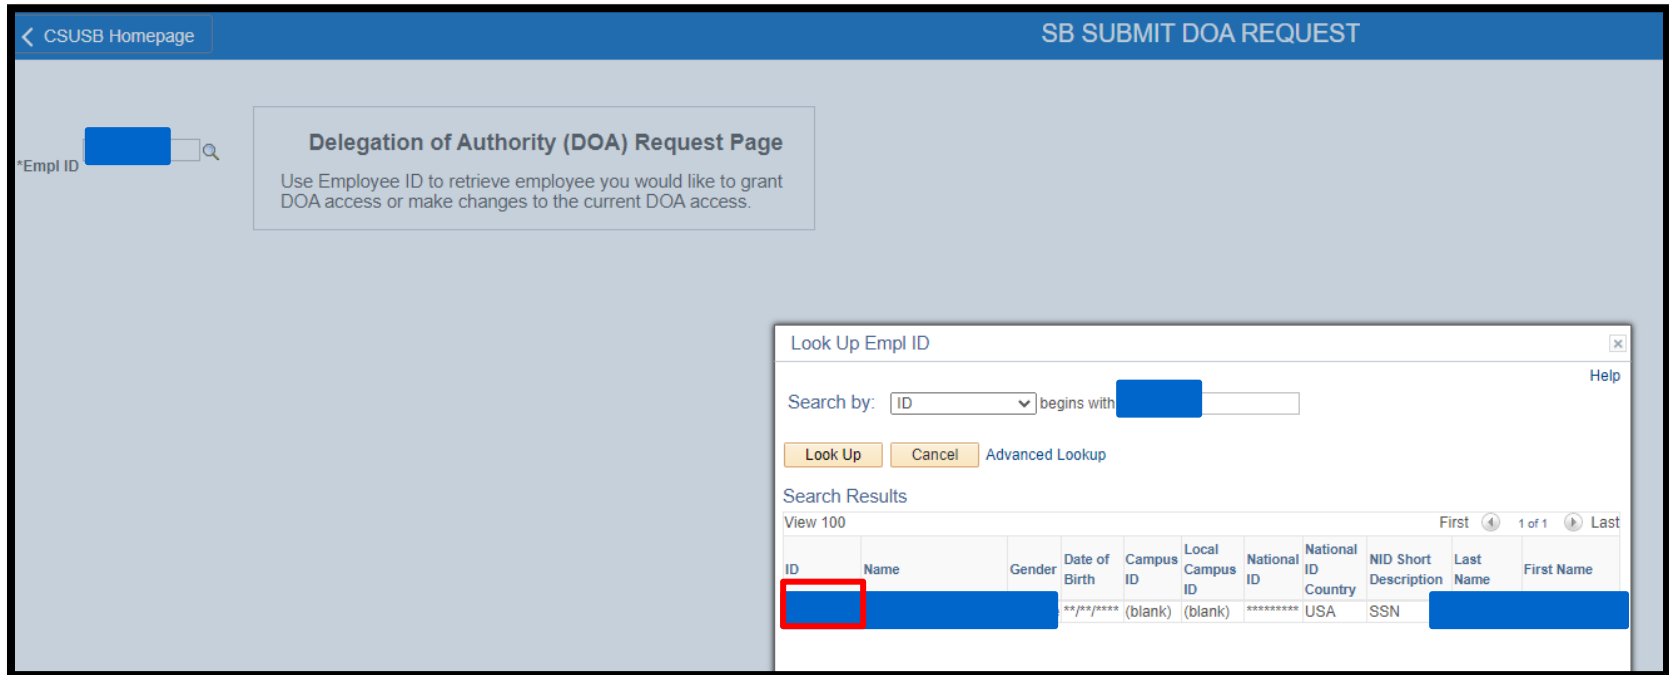 CSUSB Homepage
SB SUBMIT DOA REQUEST
*Empl ID
Delegation of Authority (DOA) Request Page
Use Employee ID to retrieve employee you would like to grant
DOA access or make changes to the current DOA access.
Look Up Empl ID
Help
Search by: ID begins with
Look Up Cancel Advanced Lookup
Search Results
View 100 First 1 of 1 Last
ID Name Gender Date of Birth Campus ID Local Campus ID National ID National ID Country NID Short Description Last Name First Name
**/**/**** (blank) (blank) ********* USA SSN